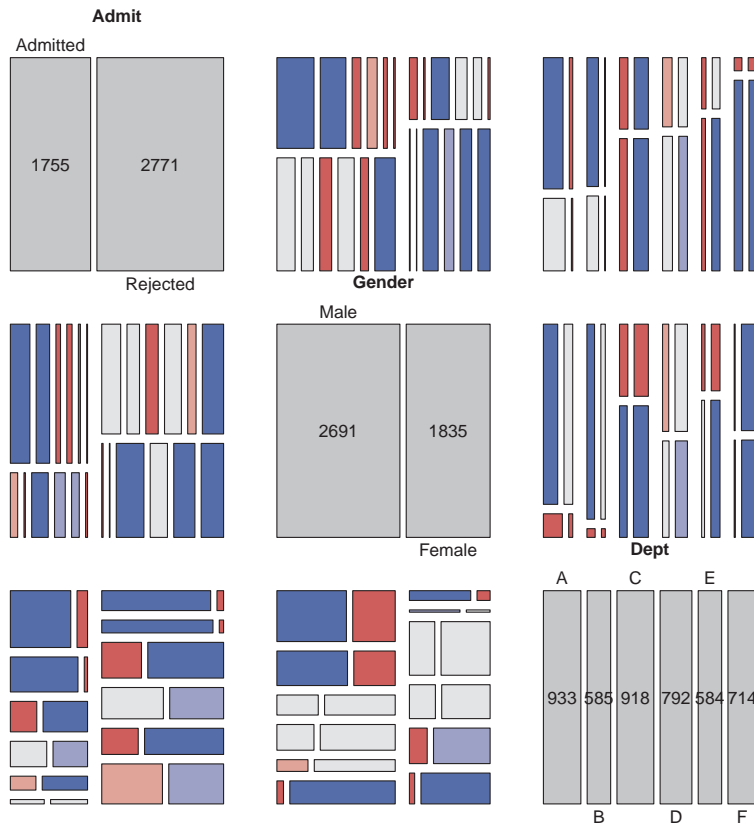 Admit
Admitted
1755 2771
Rejected
Gender
Male
2691 1835
Female
Dept
A C E
933 585 918 792 584 714
B D F